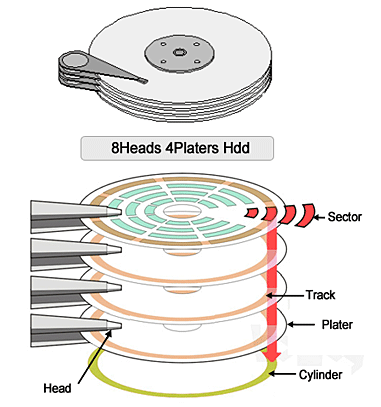 8Heads 4Platers Hdd
Sector
Track
Plater
Cylinder
Head